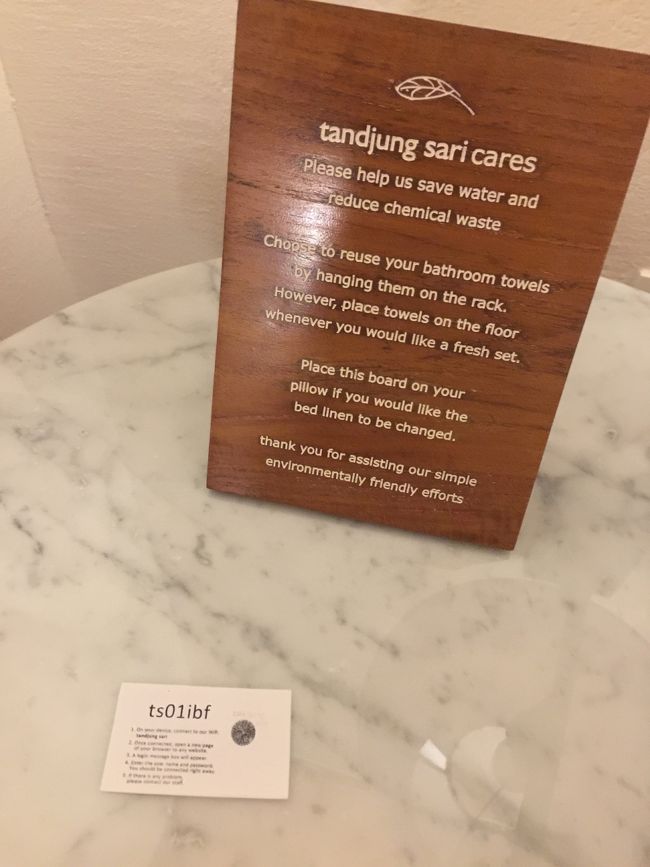 tandjung sari cares
Please help us save water and
reduce chemical waste
Choose to reuse your bathroom towels
by hanging them on the rack.
However, place towels on the floor
whenever you would like a fresh set.
Place this board on your
pillow if you would like the
bed linen to be changed.
thank you for assisting our simple
environmentally friendly efforts
ts01ibf
1. On your device, connect to our WiFi,
tandjung sari
2. Once connected, open a new page
of your browser to any website.
3. A login message box will appear.
4. Enter the user name and password.
You should be connected right away.
5. If there is any problem,
please contact our staff.